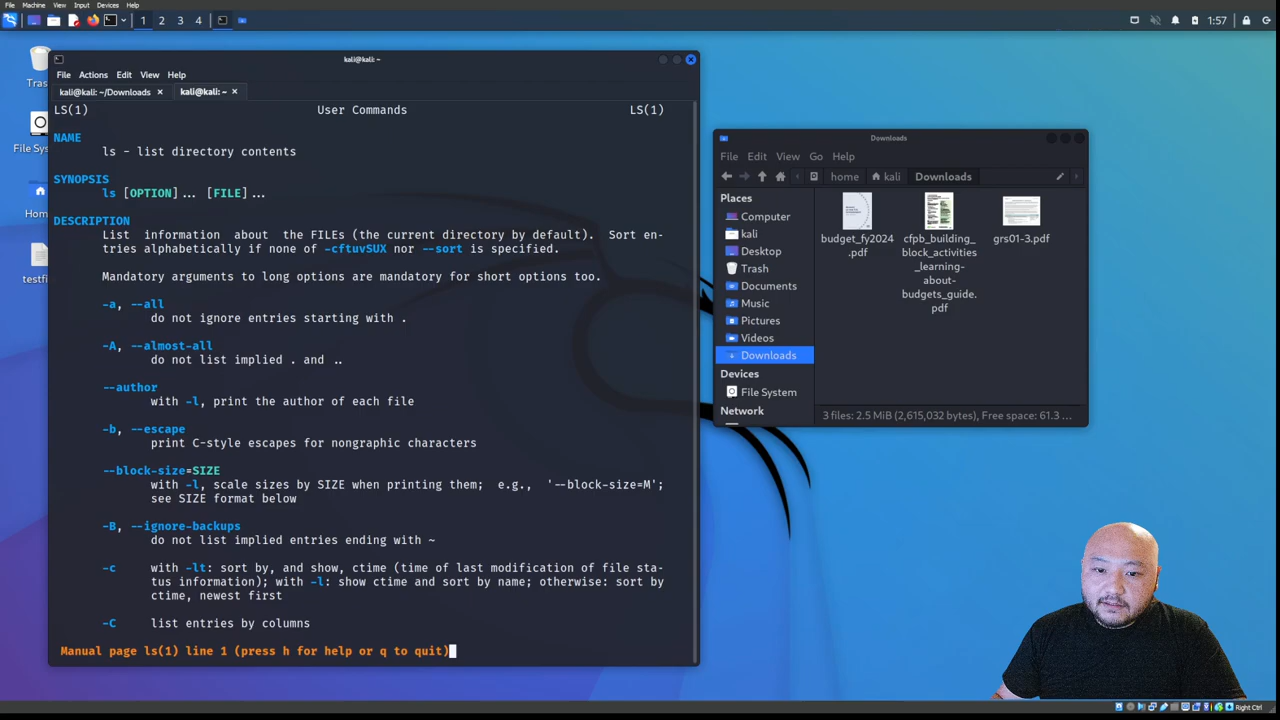 File Machine View Input Devices Help
1 2 3 4
1:57
Tras
File Sys
Home
testfi
kali@kali: ~
File Actions Edit View Help
kali@kali: ~/Downloads
kali@kali: ~
LS(1) User Commands LS(1)
NAME
ls - list directory contents
SYNOPSIS
ls [OPTION]... [FILE]...
DESCRIPTION
List information about the FILEs (the current directory by default). Sort en-
tries alphabetically if none of -cftuvSUX nor --sort is specified.
Mandatory arguments to long options are mandatory for short options too.
-a, --all
do not ignore entries starting with .
-A, --almost-all
do not list implied . and ..
--author
with -l, print the author of each file
-b, --escape
print C-style escapes for nongraphic characters
--block-size=SIZE
with -l, scale sizes by SIZE when printing them; e.g., '--block-size=M';
see SIZE format below
-B, --ignore-backups
do not list implied entries ending with ~
-c with -lt: sort by, and show, ctime (time of last modification of file sta-
tus information); with -l: show ctime and sort by name; otherwise: sort by
ctime, newest first
-C list entries by columns
Manual page ls(1) line 1 (press h for help or q to quit)
Downloads
File Edit View Go Help
home kali Downloads
Places
Computer
kali
Desktop
Trash
Documents
Music
Pictures
Videos
Downloads
Devices
File System
Network
budget_fy2024
.pdf
cfpb_building_
block_activities
_learning-
about-
budgets_guide.
pdf
grs01-3.pdf
3 files: 2.5 MiB (2,615,032 bytes), Free space: 61.3 ...
Right Ctrl